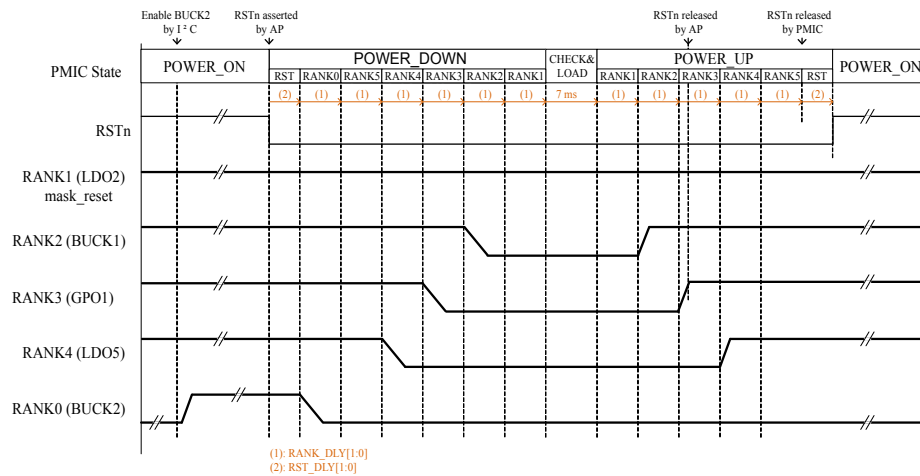 Enable BUCK2
by I ² C
RSTn asserted
by AP
RSTn released
by AP
RSTn released
by PMIC
PMIC State
POWER_ON
POWER_DOWN
CHECK&
LOAD
POWER_UP
POWER_ON
RST RANK0 RANK5 RANK4 RANK3 RANK2 RANK1
RANK1 RANK2 RANK3 RANK4 RANK5 RST
(2) (1) (1) (1) (1) (1) (1) 7 ms (1) (1) (1) (1) (1) (2)
RSTn
RANK1 (LDO2)
mask_reset
RANK2 (BUCK1)
RANK3 (GPO1)
RANK4 (LDO5)
RANK0 (BUCK2)
(1): RANK_DLY[1:0]
(2): RST_DLY[1:0]